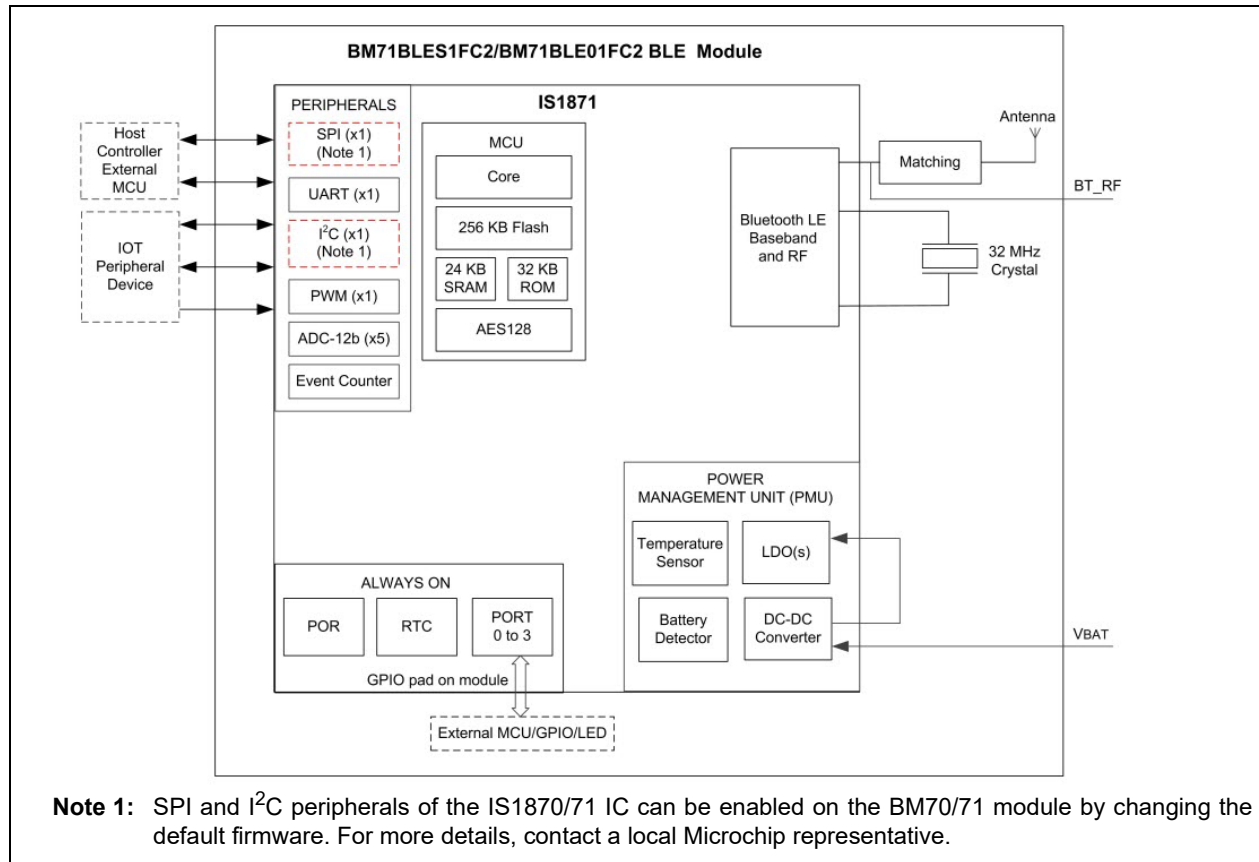 BM71BLES1FC2/BM71BLE01FC2 BLE Module
IS1871
PERIPHERALS
SPI (x1)
(Note 1)
UART (x1)
I²C (x1)
(Note 1)
PWM (x1)
ADC-12b (x5)
Event Counter
Host
Controller
External
MCU
IOT
Peripheral
Device
MCU
Core
256 KB Flash
24 KB
SRAM
32 KB
ROM
AES128
Bluetooth LE
Baseband
and RF
Matching
Antenna
BT_RF
32 MHz
Crystal
POWER
MANAGEMENT UNIT (PMU)
Temperature
Sensor
LDO(s)
Battery
Detector
DC-DC
Converter
VBAT
ALWAYS ON
POR
RTC
PORT
0 to 3
GPIO pad on module
External MCU/GPIO/LED
Note 1: SPI and I²C peripherals of the IS1870/71 IC can be enabled on the BM70/71 module by changing the
default firmware. For more details, contact a local Microchip representative.